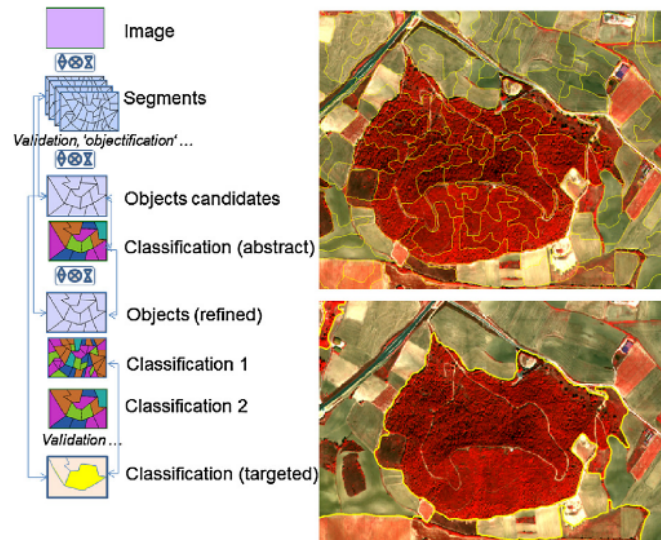 Image
Segments
Validation, 'objectification' ...
Objects candidates
Classification (abstract)
Objects (refined)
Classification 1
Classification 2
Validation ...
Classification (targeted)